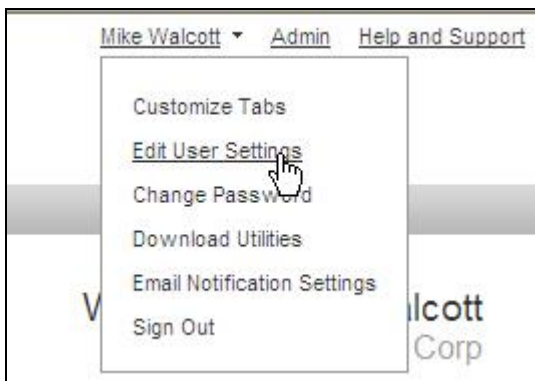 Mike Walcott Admin Help and Support
Customize Tabs
Edit User Settings
Change Password
Download Utilities
Email Notification Settings
Sign Out
Corp